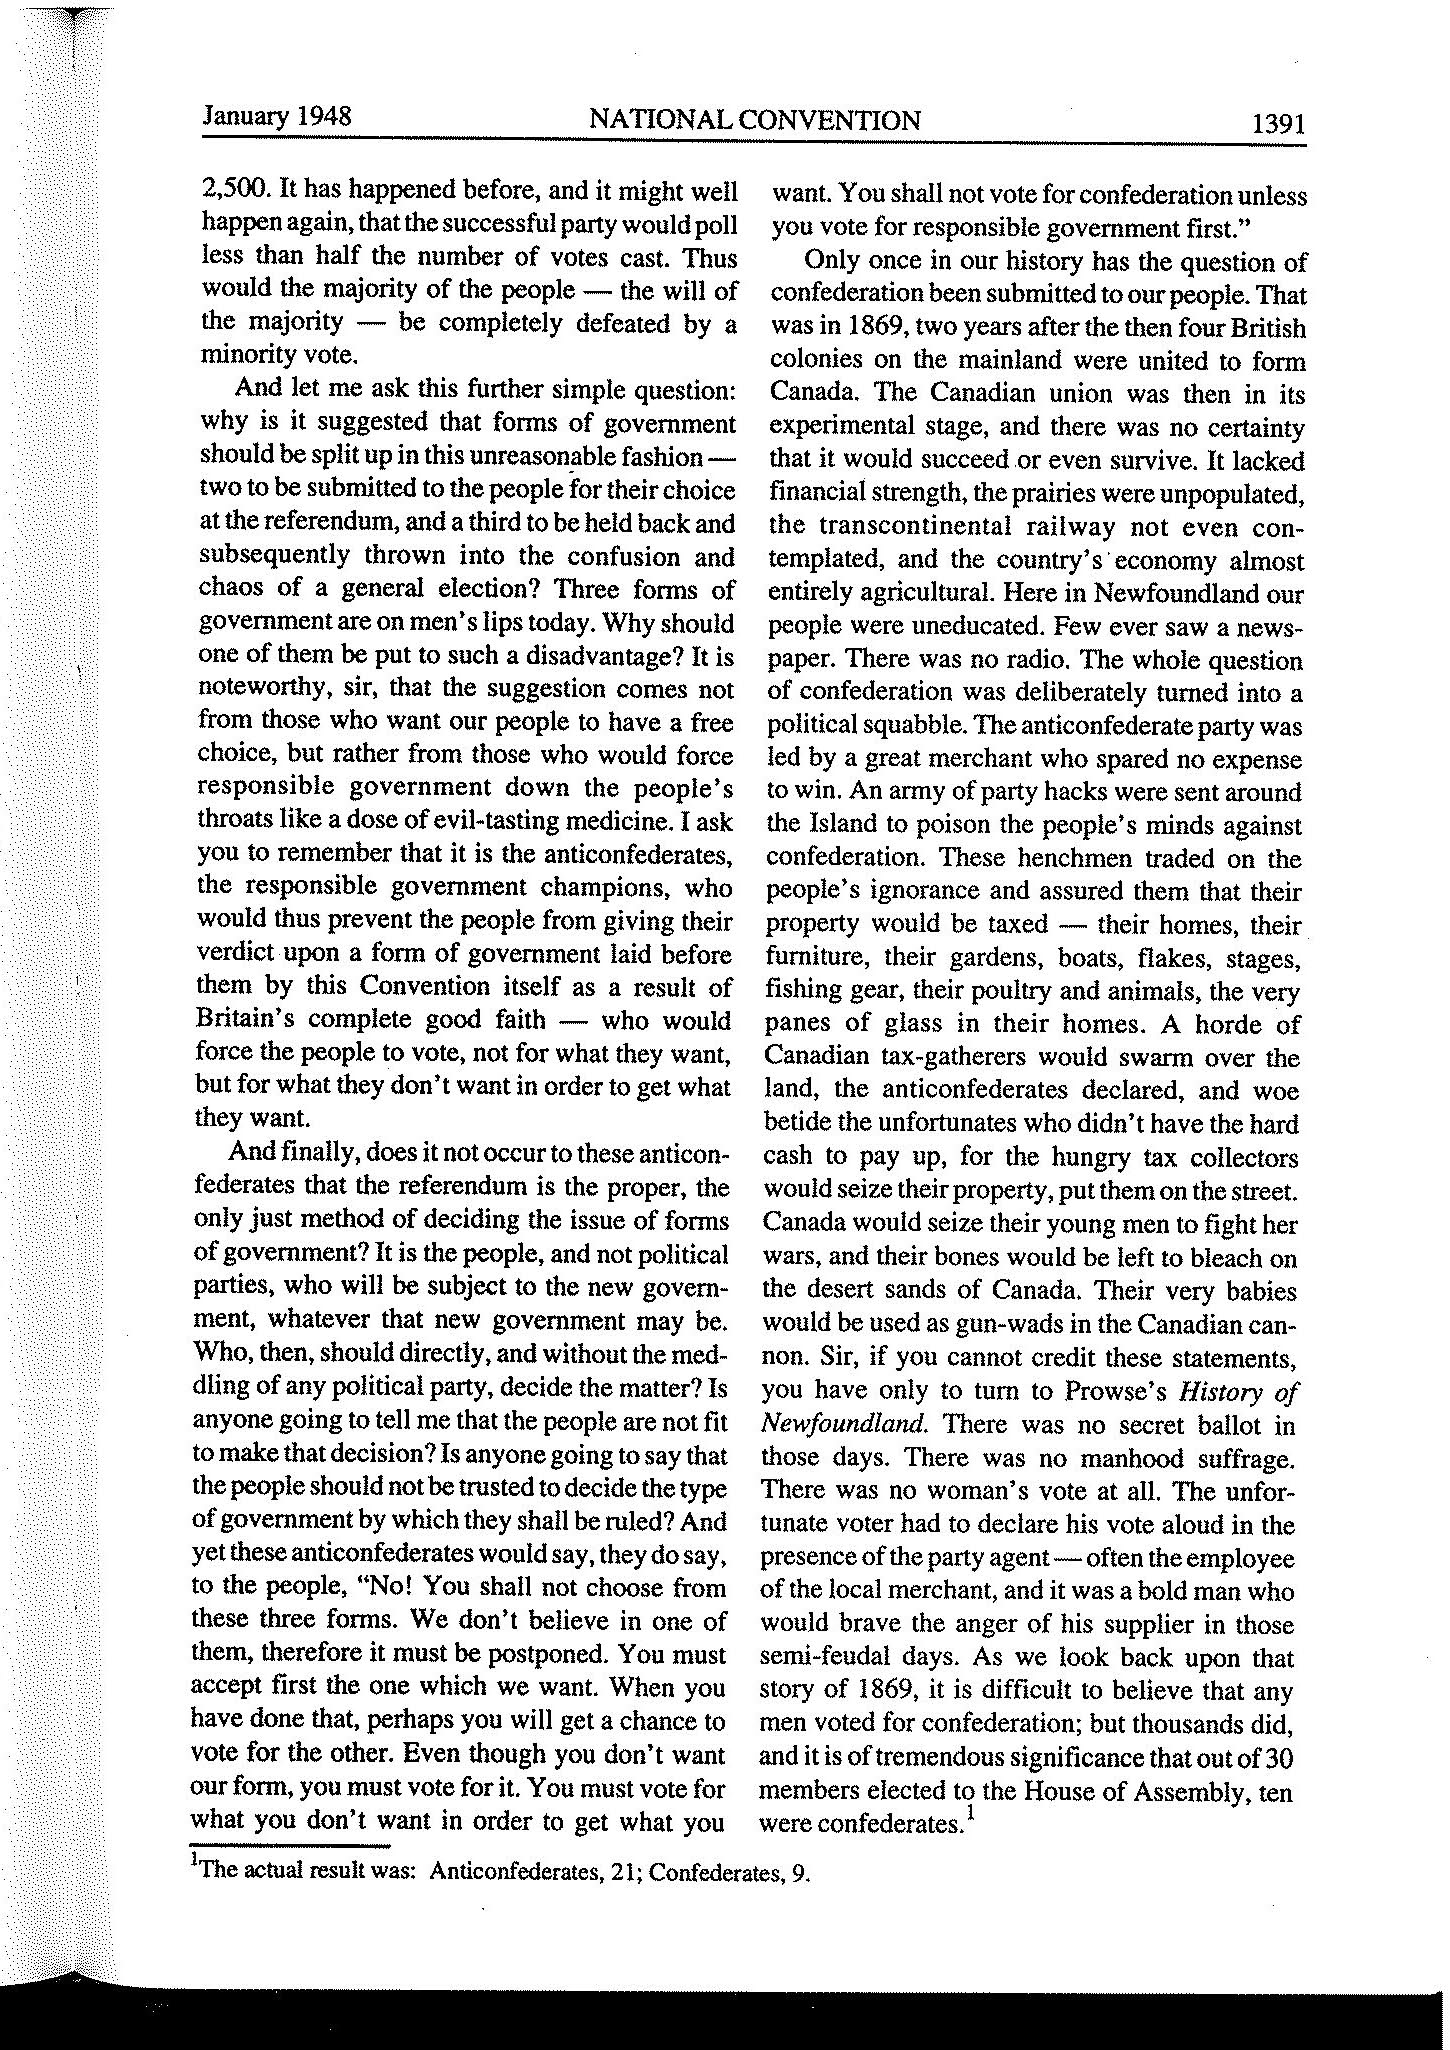 January 1948 NATIONAL CONVENTION 1391
2,500. It has happened before, and it might well
happen again, that the successful party would poll
less than half the number of votes cast. Thus
would the majority of the people — the will of
the majority — be completely defeated by a
minority vote.
And let me ask this further simple question:
why is it suggested that forms of government
should be split up in this unreasonable fashion —
two to be submitted to the people for their choice
at the referendum, and a third to be held back and
subsequently thrown into the confusion and
chaos of a general election? Three forms of
government are on men's lips today. Why should
one of them be put to such a disadvantage? It is
noteworthy, sir, that the suggestion comes not
from those who want our people to have a free
choice, but rather from those who would force
responsible government down the people's
throats like a dose of evil-tasting medicine. I ask
you to remember that it is the anticonfederates,
the responsible government champions, who
would thus prevent the people from giving their
verdict upon a form of government laid before
them by this Convention itself as a result of
Britain's complete good faith — who would
force the people to vote, not for what they want,
but for what they don't want in order to get what
they want.
And finally, does it not occur to these anticon-
federates that the referendum is the proper, the
only just method of deciding the issue of forms
of government? It is the people, and not political
parties, who will be subject to the new govern-
ment, whatever that new government may be.
Who, then, should directly, and without the med-
dling of any political party, decide the matter? Is
anyone going to tell me that the people are not fit
to make that decision? Is anyone going to say that
the people should not be trusted to decide the type
of government by which they shall be ruled? And
yet these anticonfederates would say, they do say,
to the people, "No! You shall not choose from
these three forms. We don't believe in one of
them, therefore it must be postponed. You must
accept first the one which we want. When you
have done that, perhaps you will get a chance to
vote for the other. Even though you don't want
our form, you must vote for it. You must vote for
what you don't want in order to get what you
want. You shall not vote for confederation unless
you vote for responsible government first."
Only once in our history has the question of
confederation been submitted to our people. That
was in 1869, two years after the then four British
colonies on the mainland were united to form
Canada. The Canadian union was then in its
experimental stage, and there was no certainty
that it would succeed or even survive. It lacked
financial strength, the prairies were unpopulated,
the transcontinental railway not even con-
templated, and the country's economy almost
entirely agricultural. Here in Newfoundland our
people were uneducated. Few ever saw a news-
paper. There was no radio. The whole question
of confederation was deliberately turned into a
political squabble. The anticonfederate party was
led by a great merchant who spared no expense
to win. An army of party hacks were sent around
the Island to poison the people's minds against
confederation. These henchmen traded on the
people's ignorance and assured them that their
property would be taxed — their homes, their
furniture, their gardens, boats, flakes, stages,
fishing gear, their poultry and animals, the very
panes of glass in their homes. A horde of
Canadian tax-gatherers would swarm over the
land, the anticonfederates declared, and woe
betide the unfortunates who didn't have the hard
cash to pay up, for the hungry tax collectors
would seize their property, put them on the street.
Canada would seize their young men to fight her
wars, and their bones would be left to bleach on
the desert sands of Canada. Their very babies
would be used as gun-wads in the Canadian can-
non. Sir, if you cannot credit these statements,
you have only to turn to Prowse's History of
Newfoundland. There was no secret ballot in
those days. There was no manhood suffrage.
There was no woman's vote at all. The unfor-
tunate voter had to declare his vote aloud in the
presence of the party agent — often the employee
of the local merchant, and it was a bold man who
would brave the anger of his supplier in those
semi-feudal days. As we look back upon that
story of 1869, it is difficult to believe that any
men voted for confederation; but thousands did,
and it is of tremendous significance that out of 30
members elected to the House of Assembly, ten
were confederates.1
1The actual result was: Anticonfederates, 21; Confederates, 9.